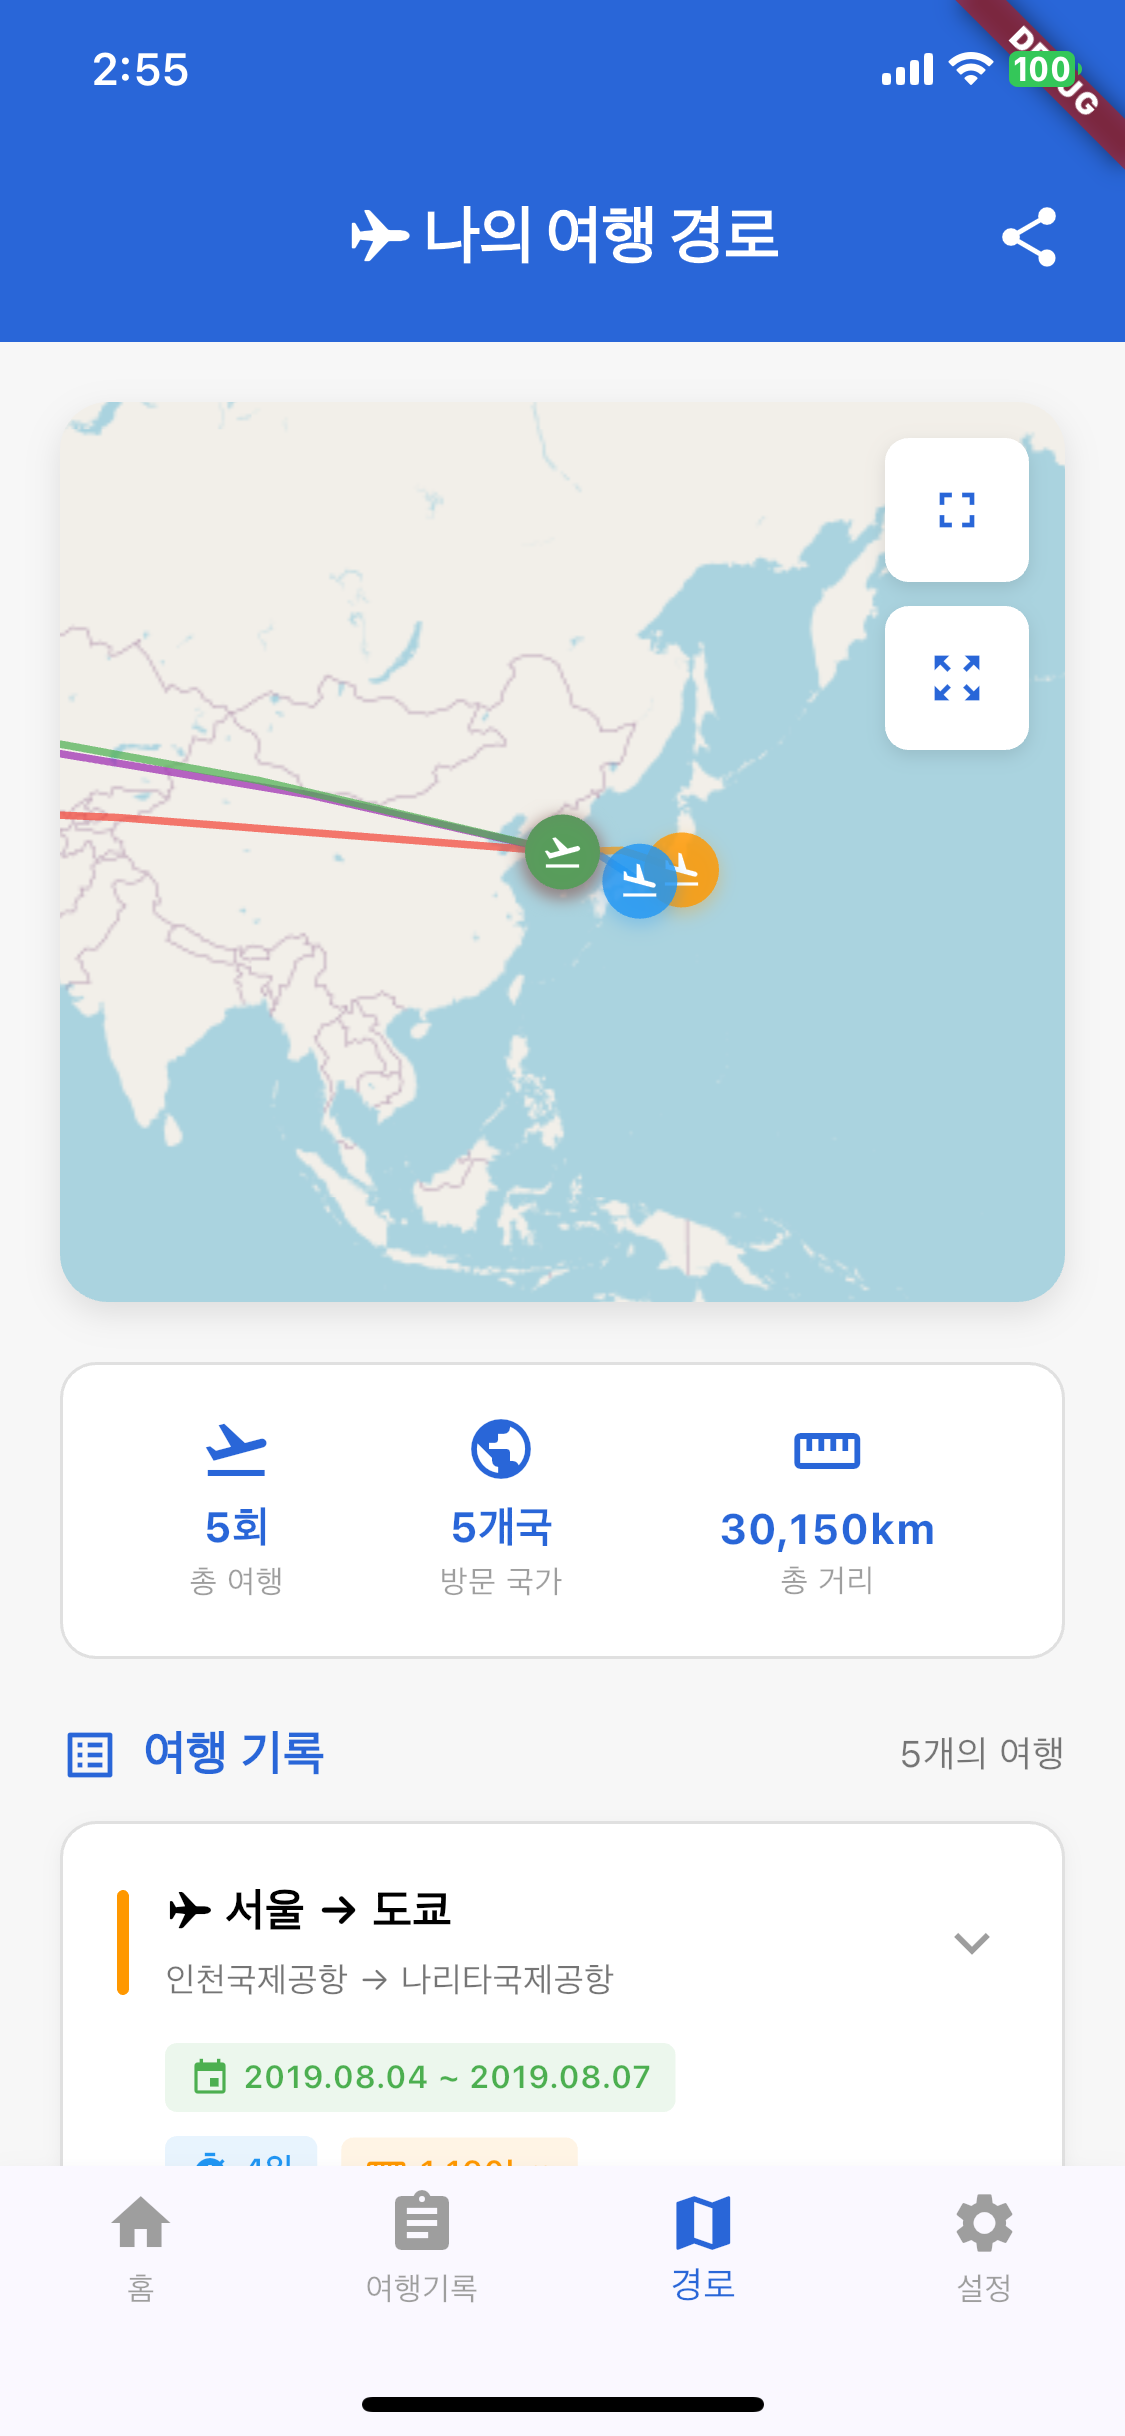 2:55
100
나의 여행 경로
5회
5개국
30,150km
총 여행
방문 국가
총 거리
여행 기록
5개의 여행
서울 → 도쿄
인천국제공항 → 나리타국제공항
2019.08.04 ~ 2019.08.07
홈
여행기록
경로
설정